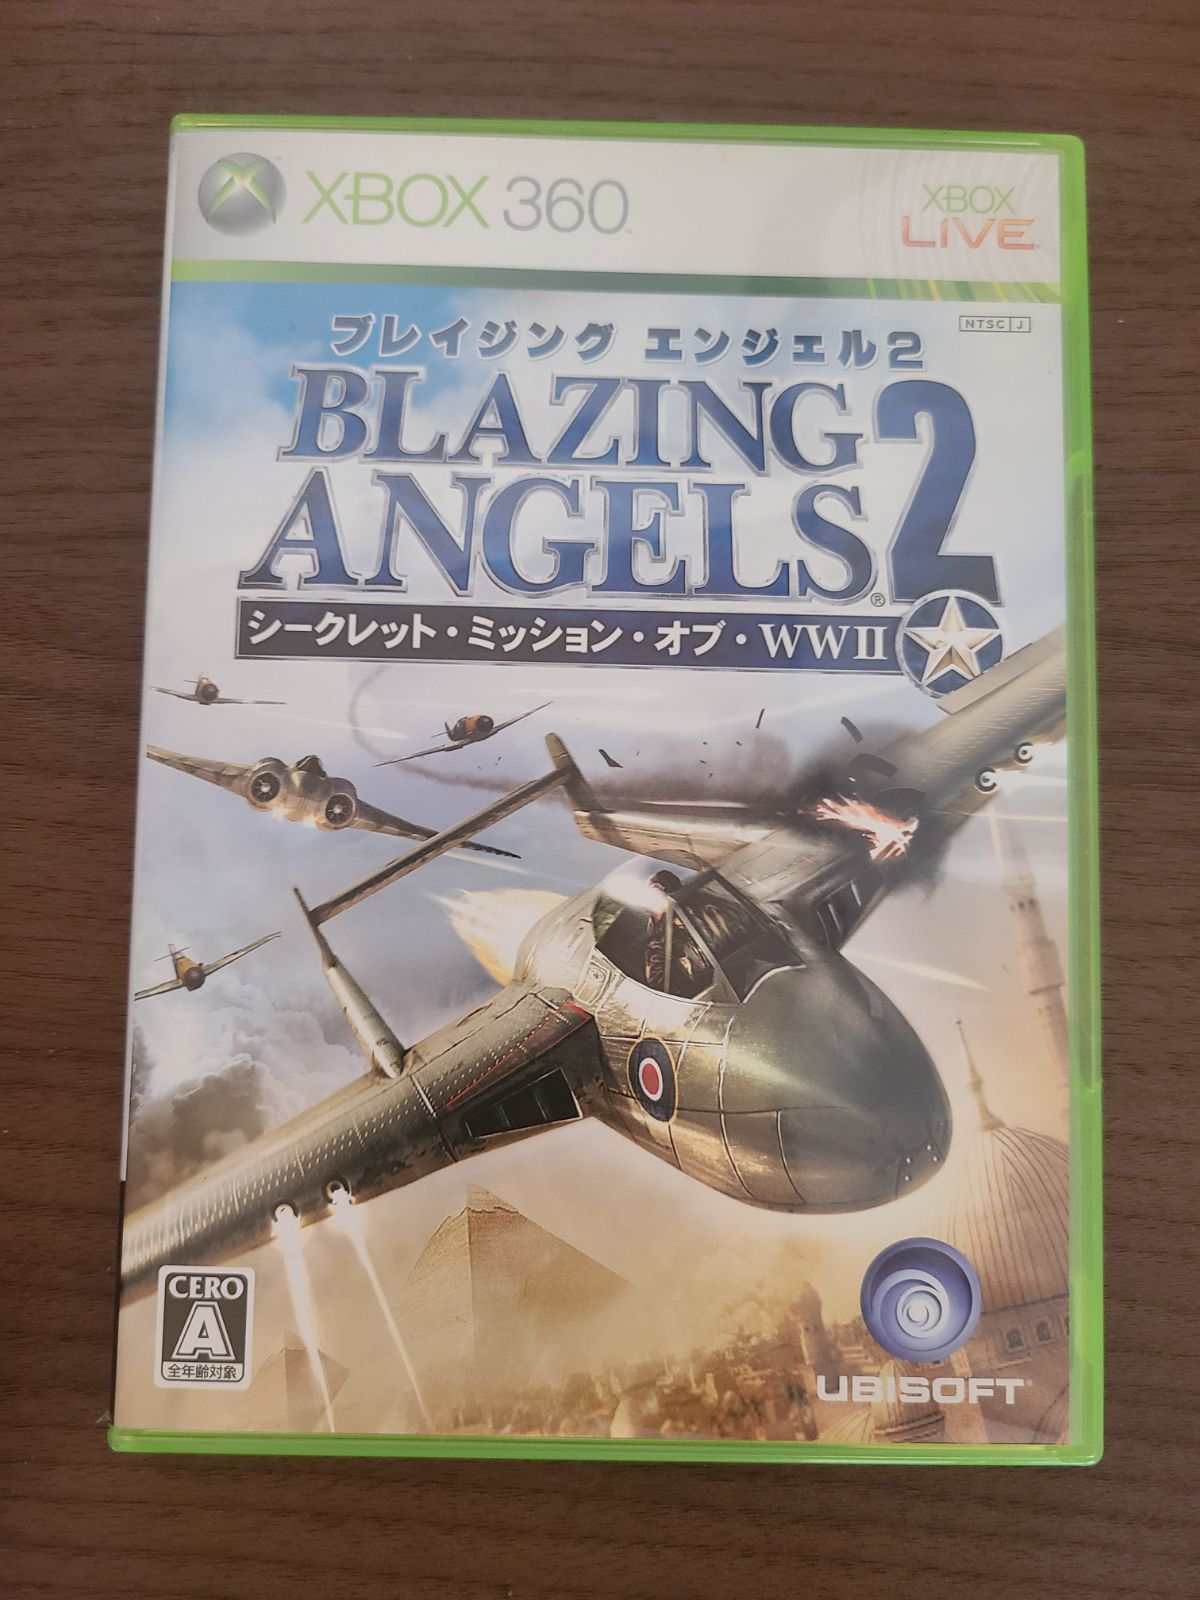 XBOX 360
XBOX
LIVE
NTSC J
ブレイジング エンジェル2
BLAZING
ANGELS 2
シークレット・ミッション・オブ・WWII
CERO
A
全年齢対象
UBISOFT